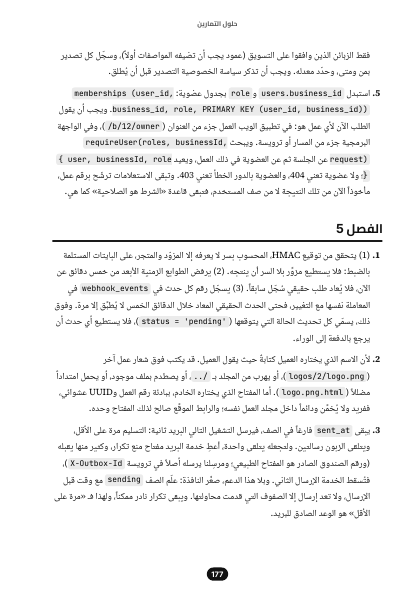 حلول التمارين
فقط الزبائن الذين وافقوا على التسويق (عمود يجب أن تضيفه المواصفات أولاً)، وسجّل كل تصدير
بمن ومتى، وحدّد معدله. ويجب أن تذكر سياسة الخصوصية التصدير قبل أن يُطلق.
5. استبدل users.business_id و role بجدول عضوية: memberships (user_id,
business_id, role, PRIMARY KEY (user_id, business_id)). ويجب أن يقول
الطلب الآن لأي عمل هو: في تطبيق الويب العمل جزء من العنوان (/b/12/owner)، وفي الواجهة
البرمجية جزء من المسار أو ترويسة. ويبحث requireUser(roles, businessId,
request) عن الجلسة ثم عن العضوية في ذلك العمل، ويعيد { user, businessId, role
}؛ ولا عضوية تعني 404، والعضوية بالدور الخطأ تعني 403. وتبقى الاستعلامات ترشّح برقم عمل،
مأخوذاً الآن من تلك النتيجة لا من صف المستخدم، فتبقى قاعدة «الشرط هو الصلاحية» كما هي.
الفصل 5
1. (1) يتحقق من توقيع HMAC، المحسوب بسر لا يعرفه إلا المزوّد والمتجر، على البايتات المستلمة
بالضبط: فلا يستطيع مزوِّر بلا السر أن ينتجه. (2) يرفض الطوابع الزمنية الأبعد من خمس دقائق عن
الآن، فلا يُعاد طلب حقيقي سُجّل سابقاً. (3) يسجّل رقم كل حدث في webhook_events في
المعاملة نفسها مع التغيير، فحتى الحدث الحقيقي المعاد خلال الدقائق الخمس لا يُطبَّق إلا مرة. وفوق
ذلك، يسمّي كل تحديث الحالة التي يتوقعها (status = 'pending')، فلا يستطيع أي حدث أن
يرجع بالدفعة إلى الوراء.
2. لأن الاسم الذي يختاره العميل كتابةٌ حيث يقول العميل. قد يكتب فوق شعار عمل آخر
(logos/2/logo.png)، أو يهرب من المجلد بـ ../، أو يصطدم بملف موجود، أو يحمل امتداداً
مضللاً (logo.png.html). أما المفتاح الذي يختاره الخادم، ببادئة رقم العمل وUUID عشوائي،
ففريد ولا يُخمَّن ودائماً داخل مجلد العمل نفسه؛ والرابط الموقّع صالح لذلك المفتاح وحده.
3. يبقى sent_at فارغاً في الصف، فيرسل التشغيل التالي البريد ثانية: التسليم مرة على الأقل،
ويتلقى الزبون رسالتين. ولجعله يتلقى واحدة، أعطِ خدمة البريد مفتاح منع تكرار، وكثير منها يقبله
(ورقم الصندوق الصادر هو المفتاح الطبيعي؛ ومرسِلنا يرسله أصلاً في ترويسة X-Outbox-Id)،
فتُسقط الخدمة الإرسال الثاني. وبلا هذا الدعم، صغّر النافذة: علّم الصف sending مع وقت قبل
الإرسال، ولا تعد إرسال إلا الصفوف التي قدمت محاولتها. ويبقى تكرار نادر ممكناً، ولهذا فـ «مرة على
الأقل» هو الوعد الصادق للبريد.
177